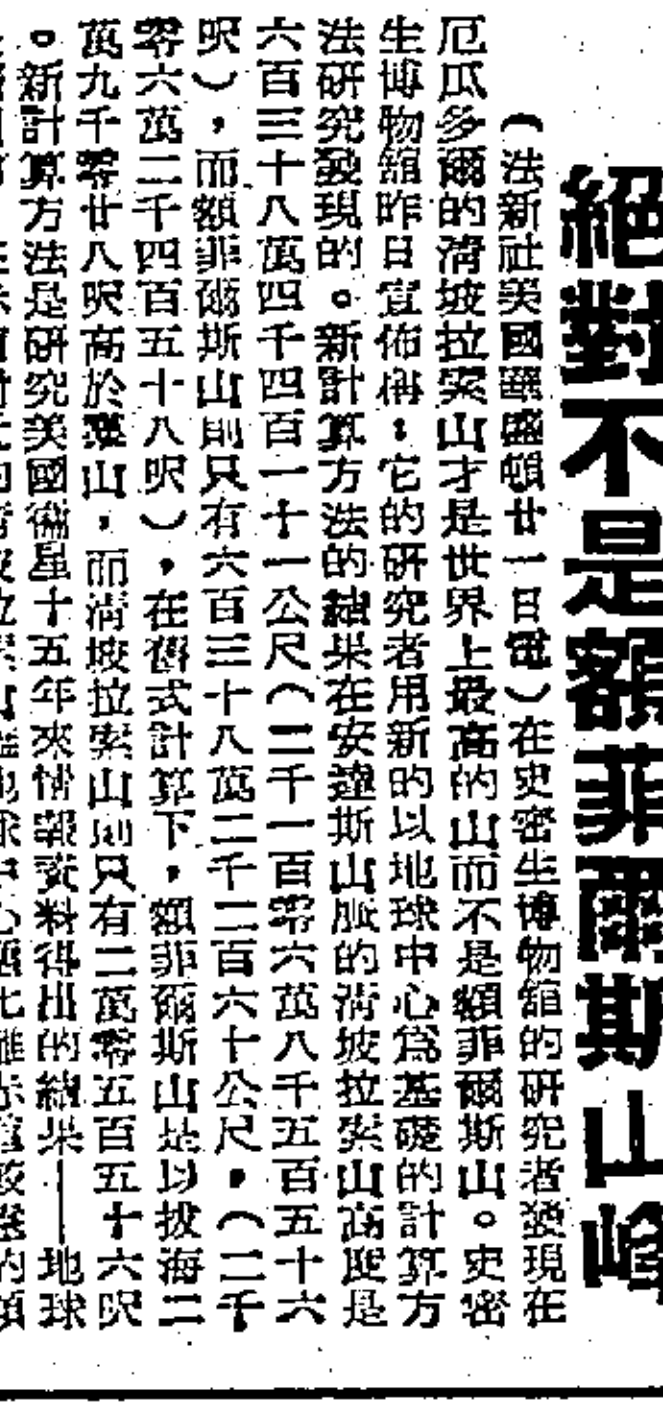 絕對不是額菲爾斯山峰
（法新社美國華盛頓廿一日電）在史密生博物館的研究者發現在
厄瓜多爾的清坡拉索山才是世界上最高的山而不是額菲爾斯山。史密
生博物館昨日宣佈稱：它的研究者用新的以地球中心為基礎的計算方
法研究發現的。新計算方法的結果在安達斯山脈的清坡拉索山高度是
六百三十八萬四千四百一十一公尺（二千一百零六萬八千五百五十六
呎），而額菲爾斯山則只有六百三十八萬二千二百六十公尺，（二千
零六萬二千四百五十八呎），在舊式計算下，額菲爾斯山是以拔海二
萬九千零廿八呎高於羣山，而清坡拉索山則只有二萬零五百五十六呎
。新計算方法是研究美國衞星十五年來情報資料得出的結果——地球